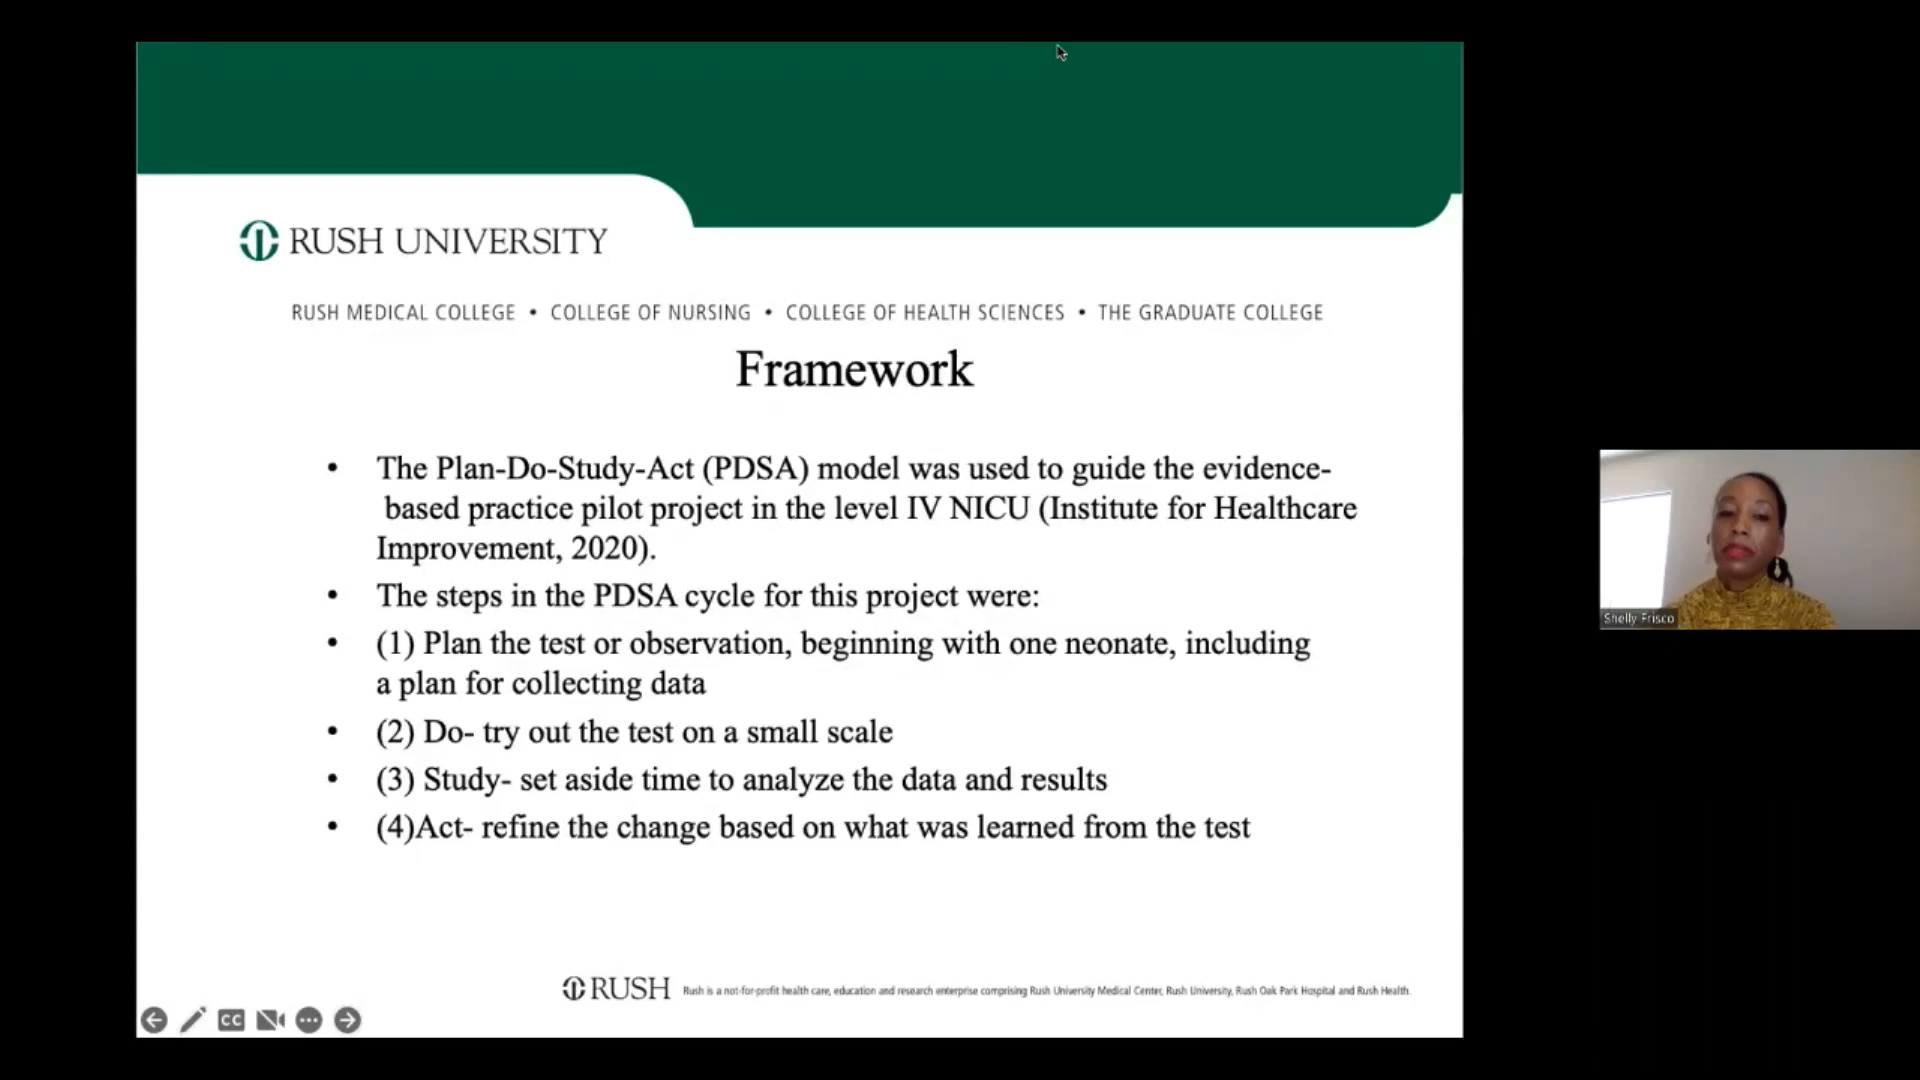 RUSH UNIVERSITY
RUSH MEDICAL COLLEGE • COLLEGE OF NURSING • COLLEGE OF HEALTH SCIENCES • THE GRADUATE COLLEGE
Framework
• The Plan-Do-Study-Act (PDSA) model was used to guide the evidence-
based practice pilot project in the level IV NICU (Institute for Healthcare
Improvement, 2020).
• The steps in the PDSA cycle for this project were:
• (1) Plan the test or observation, beginning with one neonate, including
a plan for collecting data
• (2) Do- try out the test on a small scale
• (3) Study- set aside time to analyze the data and results
• (4)Act- refine the change based on what was learned from the test
Shelly Frisco
RUSH Rush is a not-for-profit health care, education and research enterprise comprising Rush University Medical Center, Rush University, Rush Oak Park Hospital and Rush Health.
CC